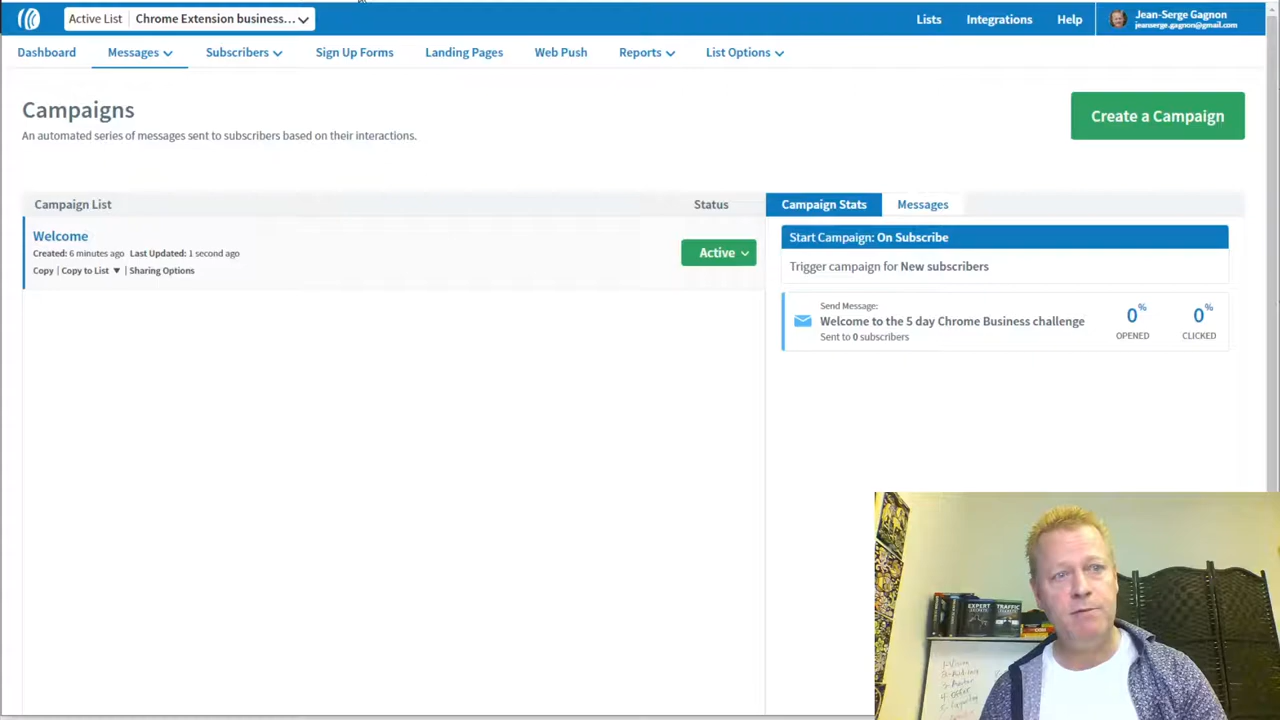 Active List Chrome Extension business...
Lists Integrations Help
Jean-Serge Gagnon
jeanserge.gagnon@gmail.com
Dashboard Messages Subscribers Sign Up Forms Landing Pages Web Push Reports List Options
Campaigns
An automated series of messages sent to subscribers based on their interactions.
Create a Campaign
Campaign List Status
Welcome
Created: 6 minutes ago Last Updated: 1 second ago
Copy | Copy to List ▼ | Sharing Options
Active
Campaign Stats Messages
Start Campaign: On Subscribe
Trigger campaign for New subscribers
Send Message:
Welcome to the 5 day Chrome Business challenge
Sent to 0 subscribers
0%
OPENED
0%
CLICKED
EXPERT
SECRETS
TRAFFIC
SECRETS